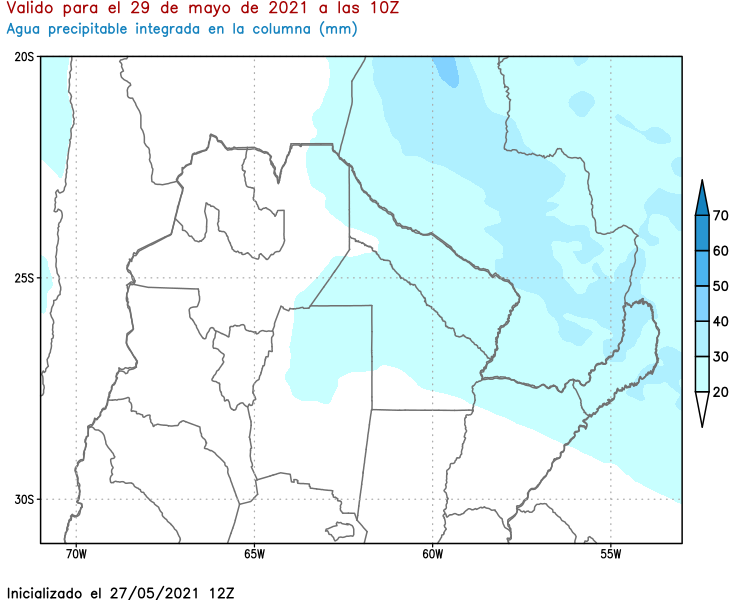 Valido para el 29 de mayo de 2021 a las 10Z
Agua precipitable integrada en la columna (mm)
20S
25S
30S
70W
65W
60W
55W
70
60
50
40
30
20
Inicializado el 27/05/2021 12Z